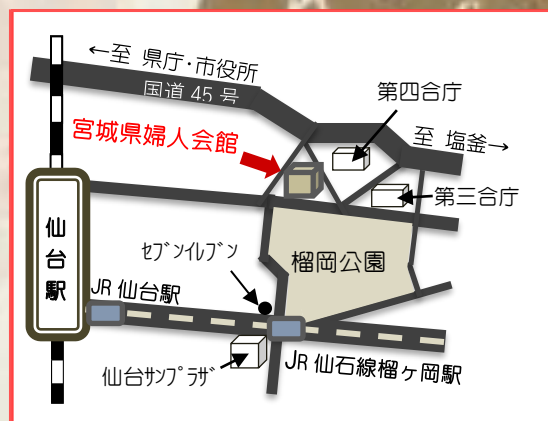 ←至 県庁・市役所
国道45号
第四合庁
宮城県婦人会館
至 塩釜→
第三合庁
仙台駅
ｾﾌﾞﾝｲﾚﾌﾞﾝ
榴岡公園
JR 仙台駅
仙台ｻﾝﾌﾟﾗｻﾞ
JR 仙石線榴ヶ岡駅